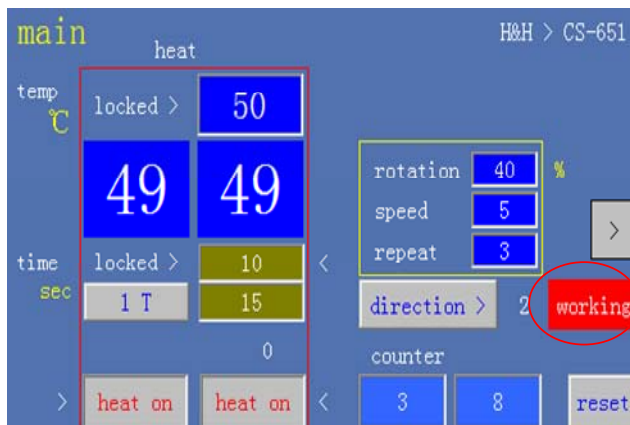 main
H&H > CS-651
heat
temp
℃
locked >
50
49
49
rotation
40
%
speed
5
>
repeat
3
time
locked >
10
<
sec
1 T
15
direction >
2
working
0
counter
>
heat on
heat on
<
3
8
reset